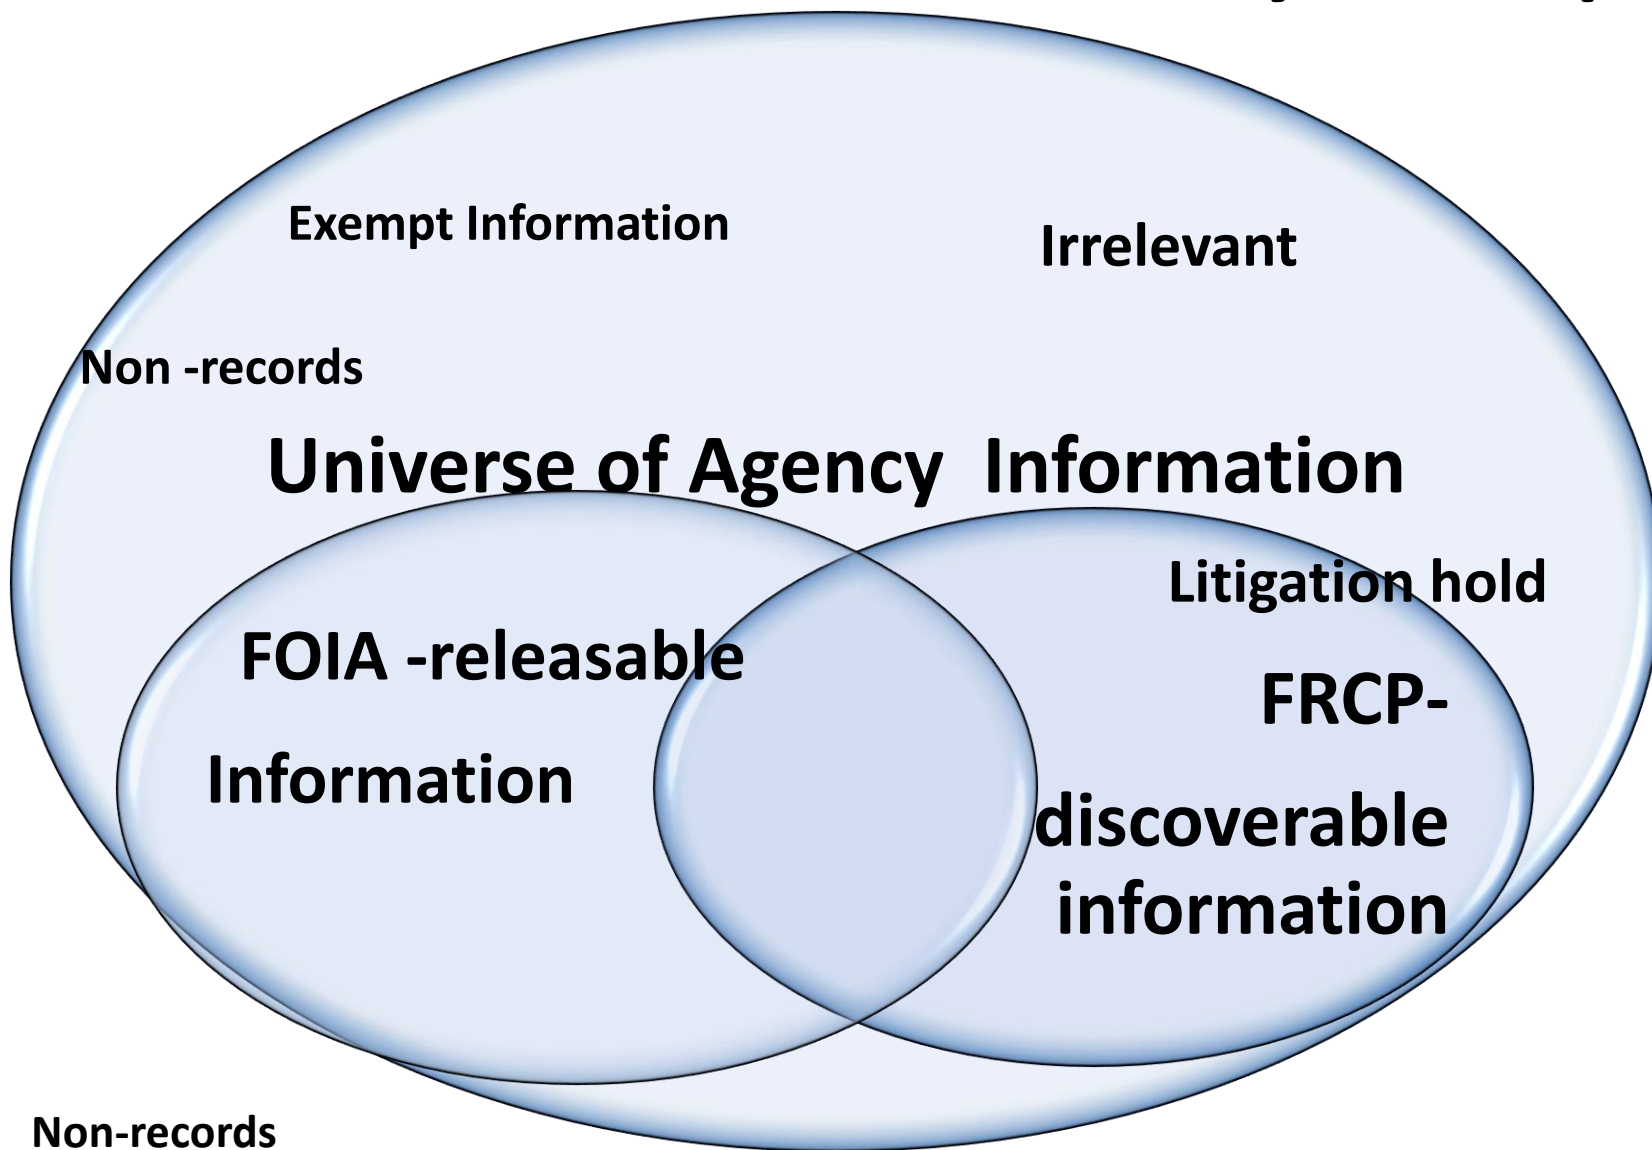 Exempt Information
Irrelevant
Non -records
Universe of Agency  Information
Litigation hold
FOIA -releasable
FRCP-
Information
discoverable
information
Non-records